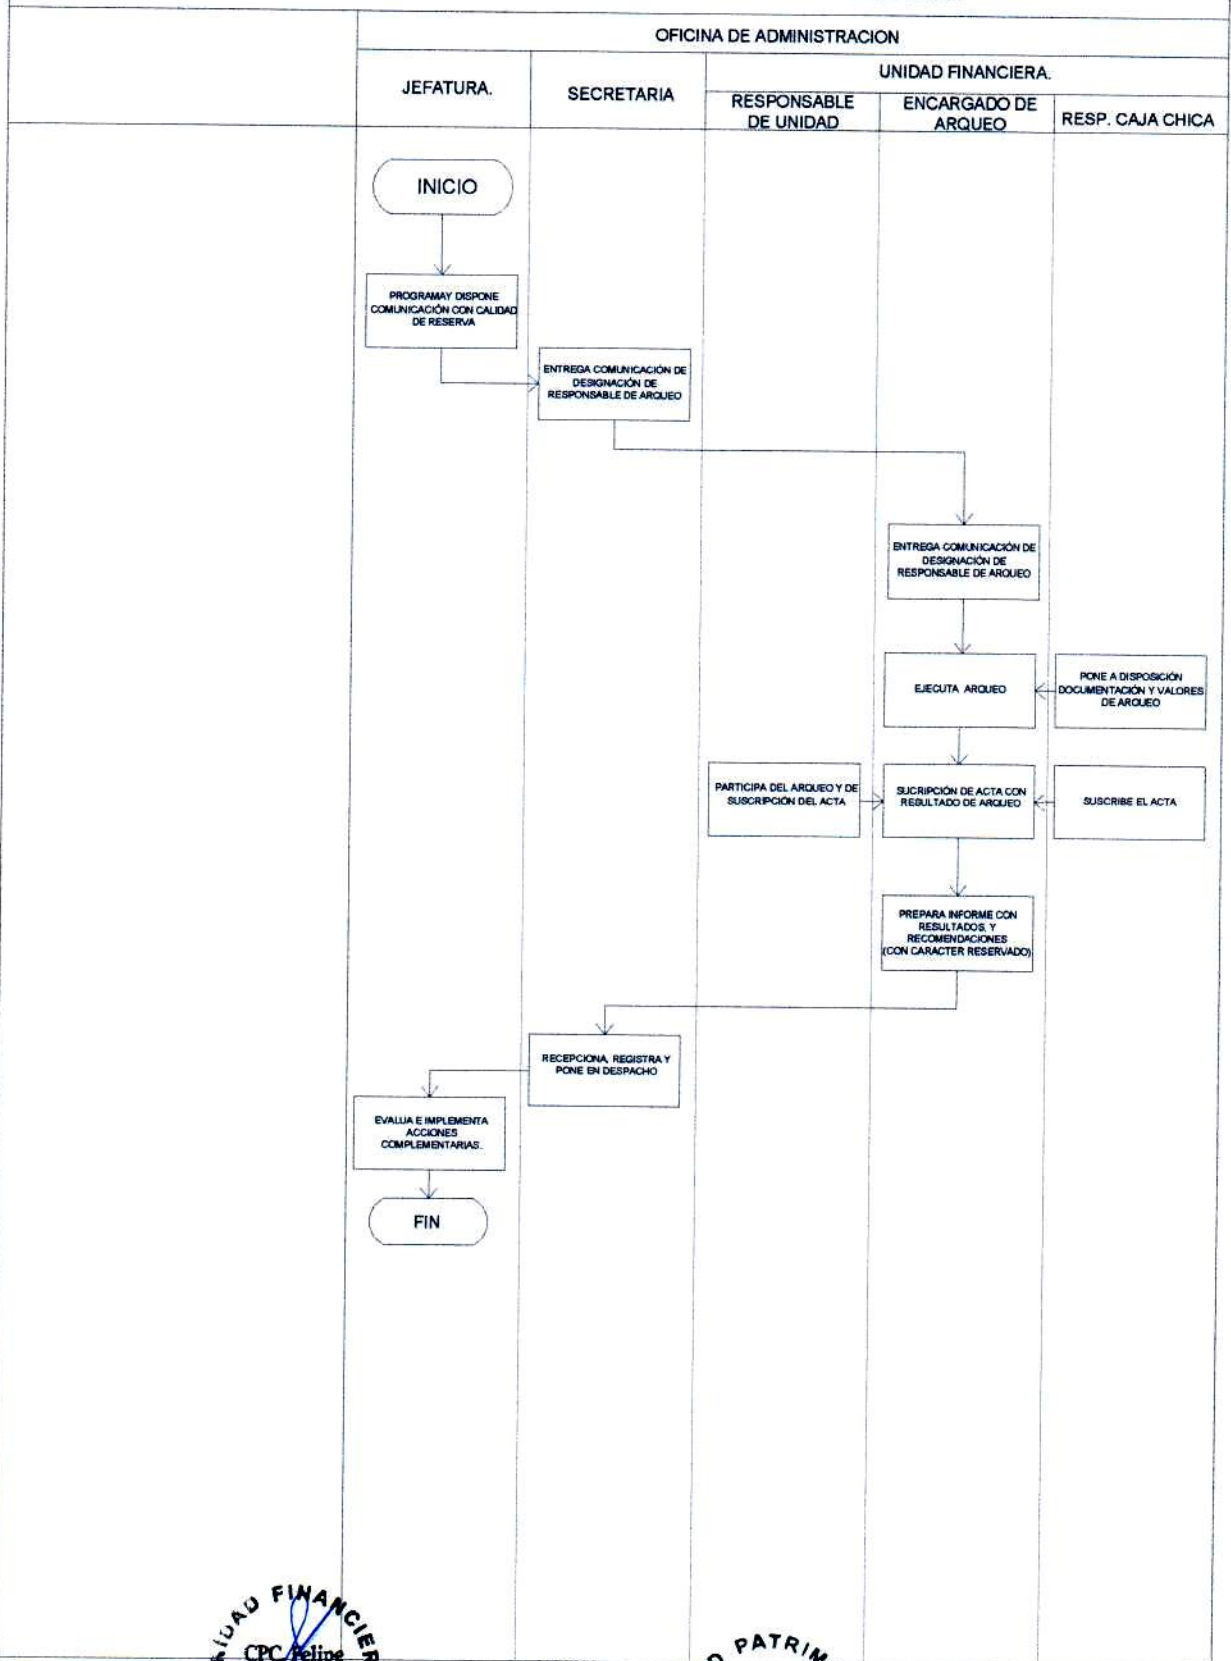 OFICINA DE ADMINISTRACION
JEFATURA.
SECRETARIA
UNIDAD FINANCIERA.
RESPONSABLE
DE UNIDAD
ENCARGADO DE
ARQUEO
RESP. CAJA CHICA
INICIO
PROGRAMAY DISPONE
COMUNICACIÓN CON CALIDAD
DE RESERVA
ENTREGA COMUNICACIÓN DE
DESIGNACIÓN DE
RESPONSABLE DE ARQUEO
ENTREGA COMUNICACIÓN DE
DESIGNACIÓN DE
RESPONSABLE DE ARQUEO
EJECUTA ARQUEO
PONE A DISPOSICIÓN
DOCUMENTACIÓN Y VALORES
DE ARQUEO
PARTICIPA DEL ARQUEO Y DE
SUSCRIPCIÓN DEL ACTA
SUCRIPCIÓN DE ACTA CON
RESULTADO DE ARQUEO
SUSCRIBE EL ACTA
PREPARA INFORME CON
RESULTADOS, Y
RECOMENDACIONES
(CON CARACTER RESERVADO)
RECEPCIONA, REGISTRA Y
PONE EN DESPACHO
EVALUA E IMPLEMENTA
ACCIONES
COMPLEMENTARIAS.
FIN
CPC Felipe